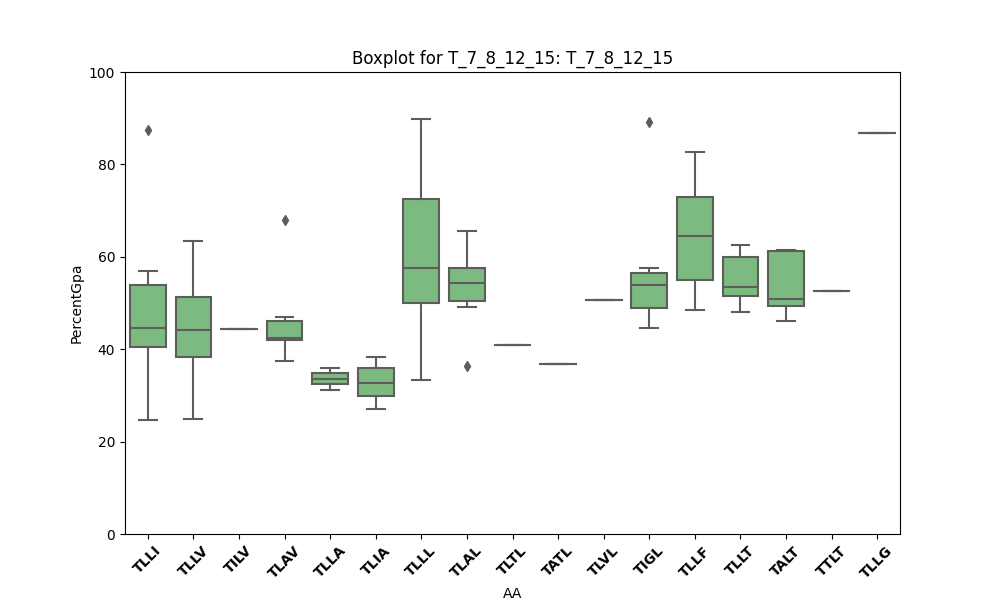 Boxplot for T_7_8_12_15: T_7_8_12_15
100
80
60
40
20
0
PercentGpa
TLLI TLLV TILV TLAV TLLA TLIA TLLL TLAL TLTL TATL TLVL TIGL TLLF TLLT TALT TTLT TLLG
AA